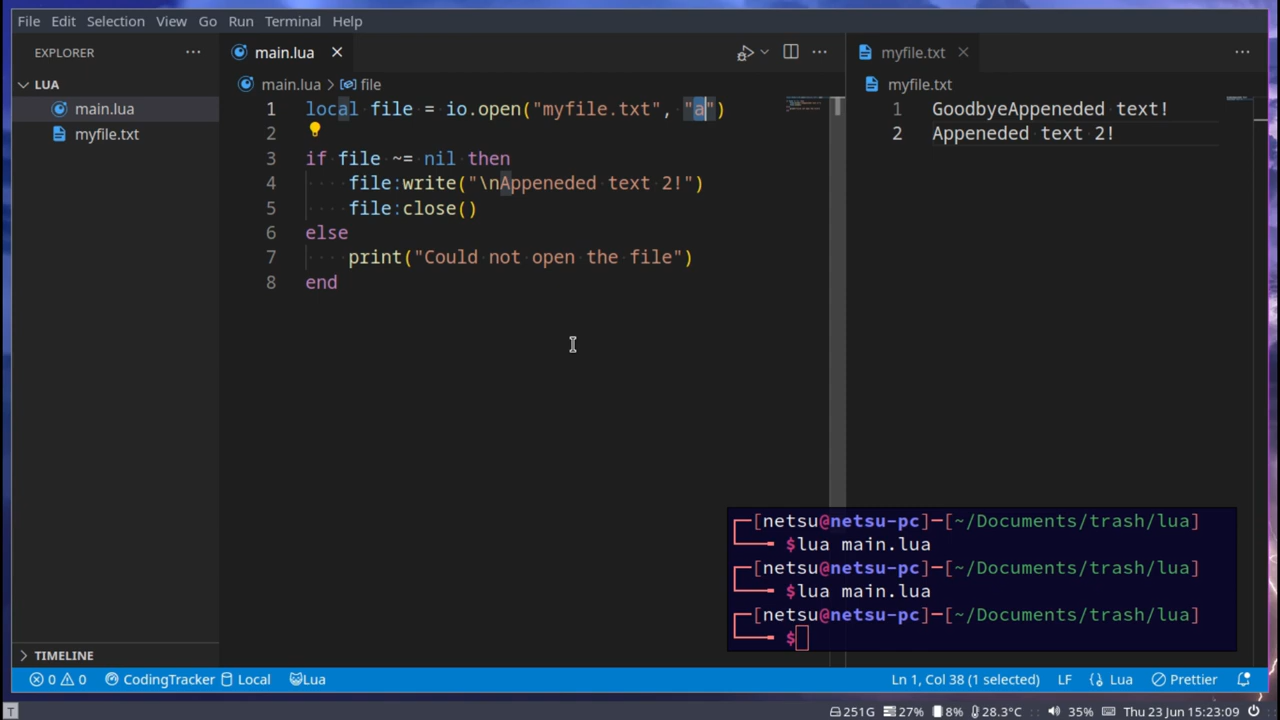 File Edit Selection View Go Run Terminal Help
EXPLORER
LUA
main.lua
myfile.txt
TIMELINE
main.lua
main.lua file
1 local file = io.open("myfile.txt", "a")
2
3 if file ~= nil then
4 file:write("\nAppeneded text 2!")
5 file:close()
6 else
7 print("Could not open the file")
8 end
myfile.txt
myfile.txt
1 GoodbyeAppeneded text!
2 Appeneded text 2!
[netsu@netsu-pc]-[~/Documents/trash/lua]
$lua main.lua
[netsu@netsu-pc]-[~/Documents/trash/lua]
$lua main.lua
[netsu@netsu-pc]-[~/Documents/trash/lua]
$
0 0 CodingTracker Local Lua Ln 1, Col 38 (1 selected) LF Lua Prettier
T 251G 27% 8% 28.3°C 35% Thu 23 Jun 15:23:09